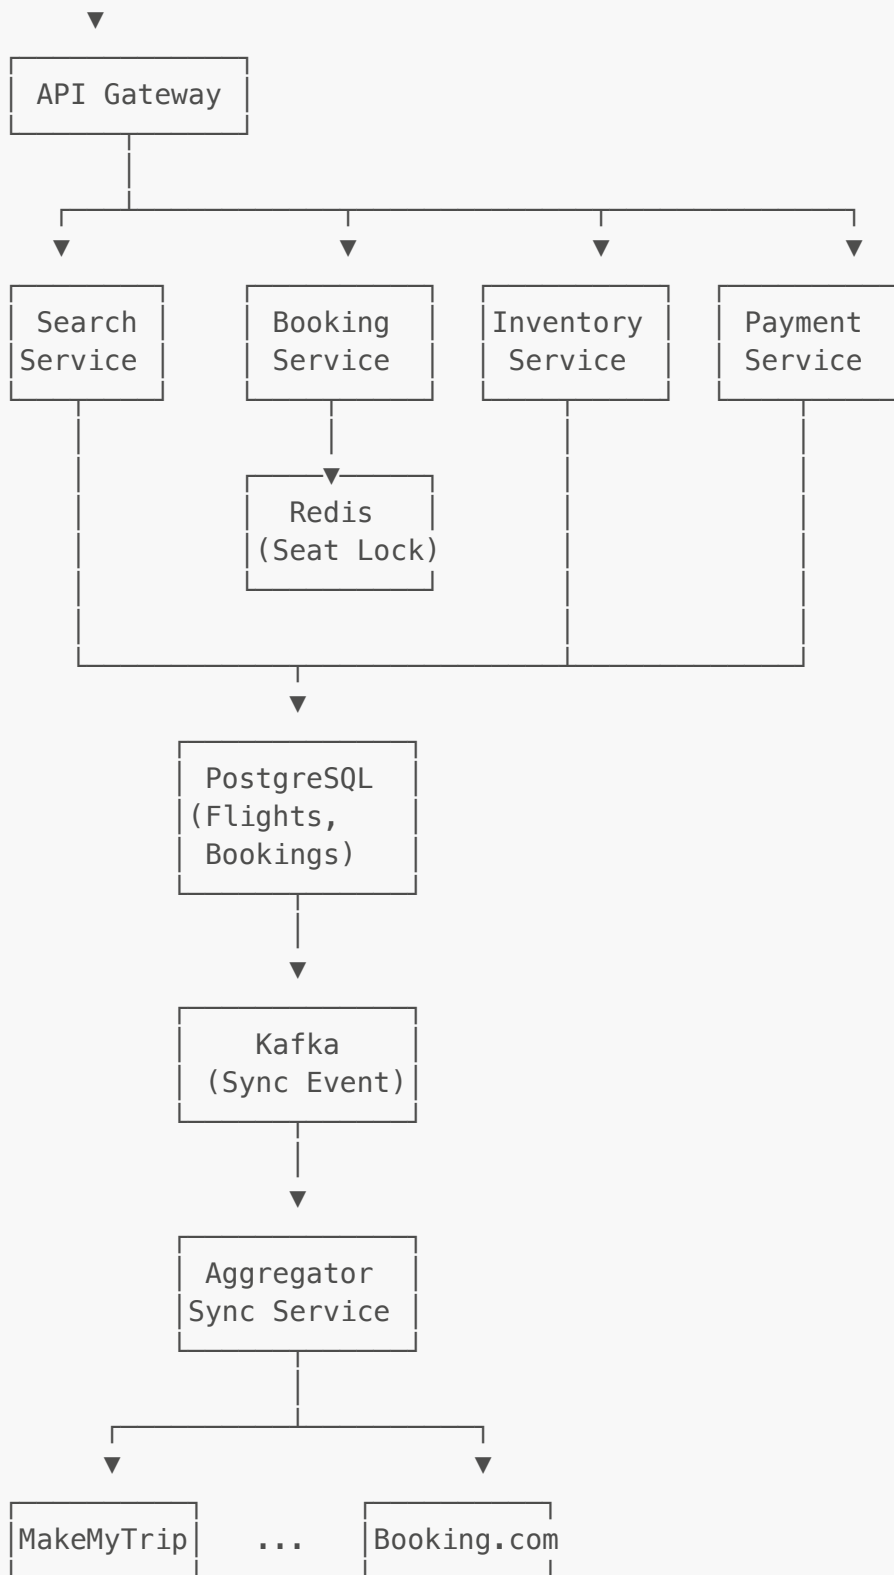 API Gateway
Search Booking Inventory Payment
Service Service Service Service
Redis
(Seat Lock)
PostgreSQL
(Flights,
Bookings)
Kafka
(Sync Event)
Aggregator
Sync Service
MakeMyTrip ... Booking.com